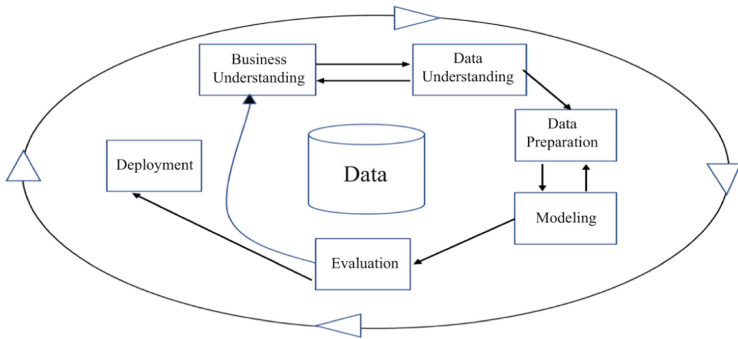 Business
Understanding
Data
Understanding
Data
Preparation
Deployment
Data
Modeling
Evaluation